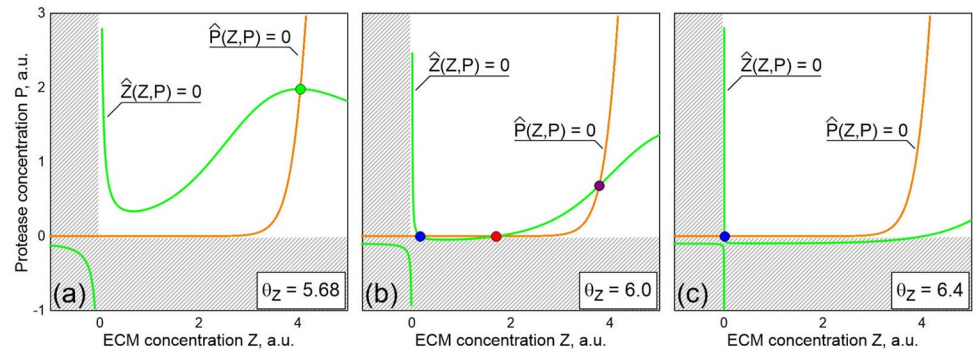 3
2
1
0
-1
Protease concentration P, a.u.
P̂(Z,P) = 0
Ẑ(Z,P) = 0
(a)
θZ = 5.68
0 2 4
ECM concentration Z, a.u.
Ẑ(Z,P) = 0
P̂(Z,P) = 0
(b)
θZ = 6.0
0 2 4
ECM concentration Z, a.u.
Ẑ(Z,P) = 0
P̂(Z,P) = 0
(c)
θZ = 6.4
0 2 4
ECM concentration Z, a.u.